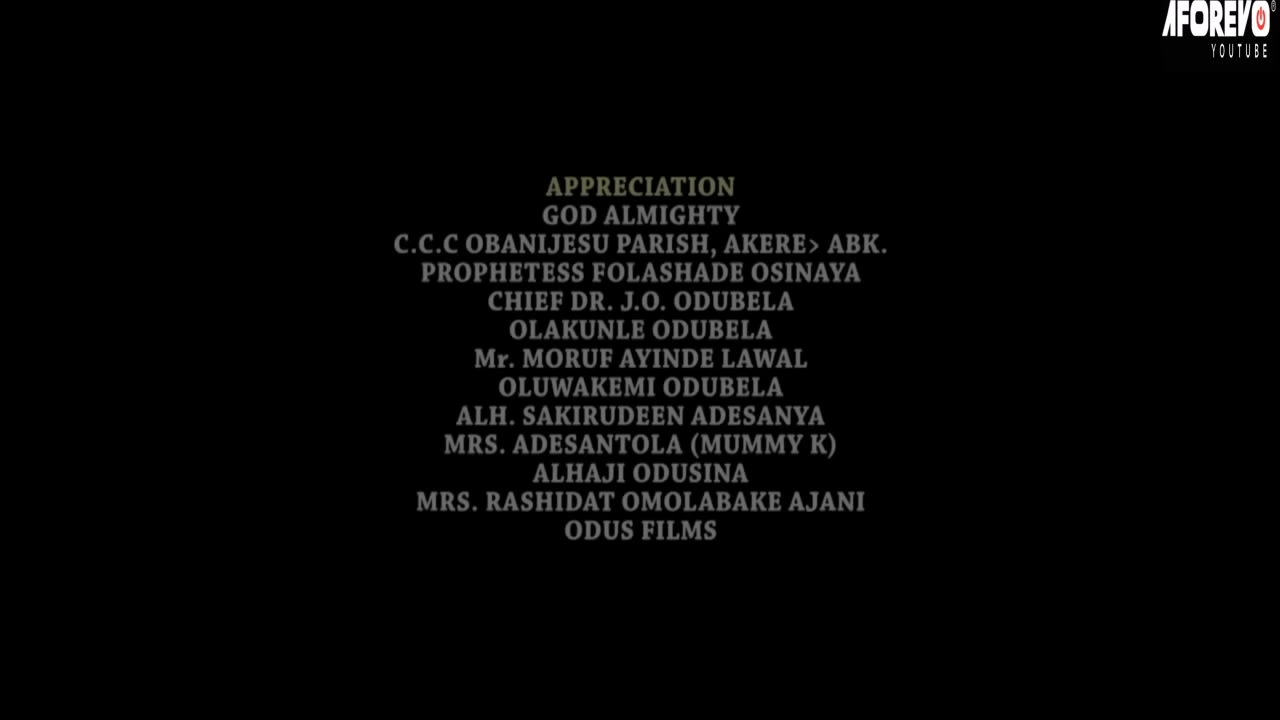 AFOREVO®
YOUTUBE
APPRECIATION
GOD ALMIGHTY
C.C.C OBANIJESU PARISH, AKERE> ABK.
PROPHETESS FOLASHADE OSINAYA
CHIEF DR. J.O. ODUBELA
OLAKUNLE ODUBELA
Mr. MORUF AYINDE LAWAL
OLUWAKEMI ODUBELA
ALH. SAKIRUDEEN ADESANYA
MRS. ADESANTOLA (MUMMY K)
ALHAJI ODUSINA
MRS. RASHIDAT OMOLABAKE AJANI
ODUS FILMS